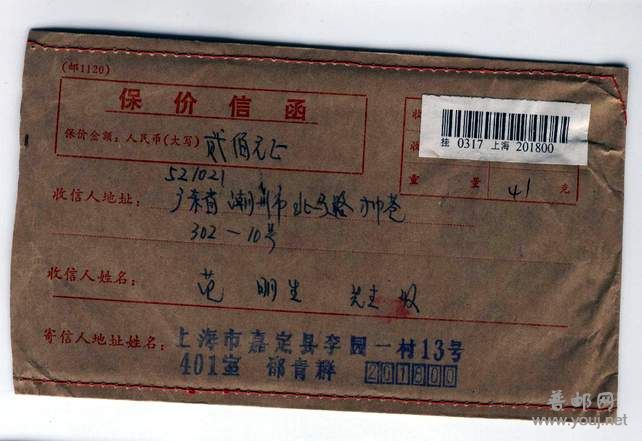 (邮1120)
保价信函
保价金额：人民币(大写) 贰佰元正
挂 0317 上海 201800
重 量 41 克
521021
收信人地址： 广东省潮州市北马路
302－10号
收信人姓名： 范明生 先生 收
寄信人地址姓名： 上海市嘉定县李园一村13号
401室 邵青群 201800
普邮网
www.youj.net